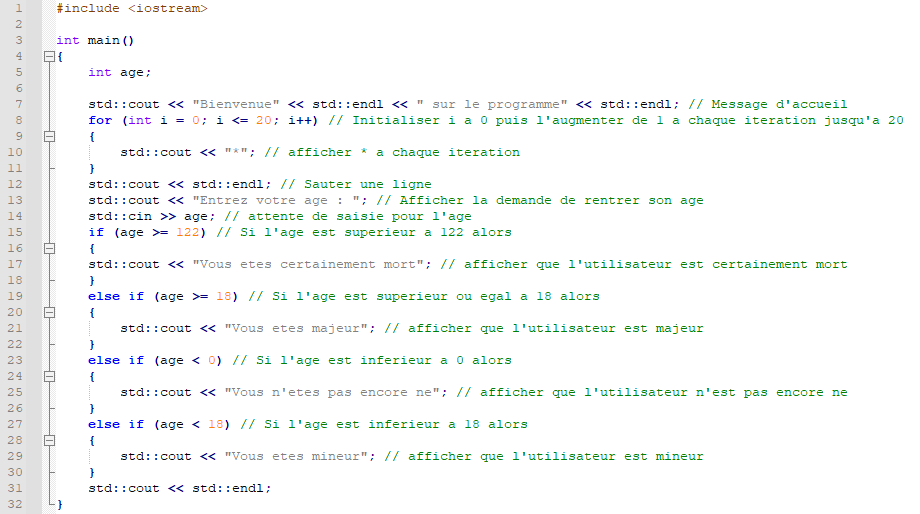 1 #include <iostream>
2
3 int main()
4 {
5 int age;
6
7 std::cout << "Bienvenue" << std::endl << " sur le programme" << std::endl; // Message d'accueil
8 for (int i = 0; i <= 20; i++) // Initialiser i a 0 puis l'augmenter de 1 a chaque iteration jusqu'a 20
9 {
10 std::cout << "*"; // afficher * a chaque iteration
11 }
12 std::cout << std::endl; // Sauter une ligne
13 std::cout << "Entrez votre age : "; // Afficher la demande de rentrer son age
14 std::cin >> age; // attente de saisie pour l'age
15 if (age >= 122) // Si l'age est superieur a 122 alors
16 {
17 std::cout << "Vous etes certainement mort"; // afficher que l'utilisateur est certainement mort
18 }
19 else if (age >= 18) // Si l'age est superieur ou egal a 18 alors
20 {
21 std::cout << "Vous etes majeur"; // afficher que l'utilisateur est majeur
22 }
23 else if (age < 0) // Si l'age est inferieur a 0 alors
24 {
25 std::cout << "Vous n'etes pas encore ne"; // afficher que l'utilisateur n'est pas encore ne
26 }
27 else if (age < 18) // Si l'age est inferieur a 18 alors
28 {
29 std::cout << "Vous etes mineur"; // afficher que l'utilisateur est mineur
30 }
31 std::cout << std::endl;
32 }